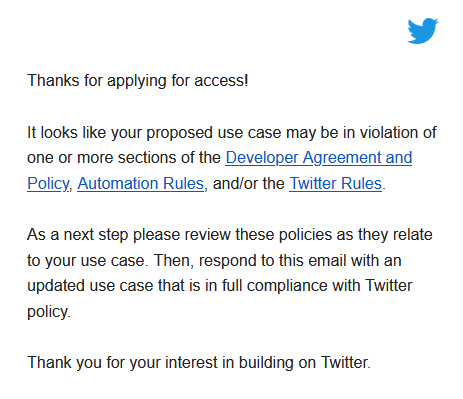 Thanks for applying for access!
It looks like your proposed use case may be in violation of
one or more sections of the Developer Agreement and
Policy, Automation Rules, and/or the Twitter Rules.
As a next step please review these policies as they relate
to your use case. Then, respond to this email with an
updated use case that is in full compliance with Twitter
policy.
Thank you for your interest in building on Twitter.